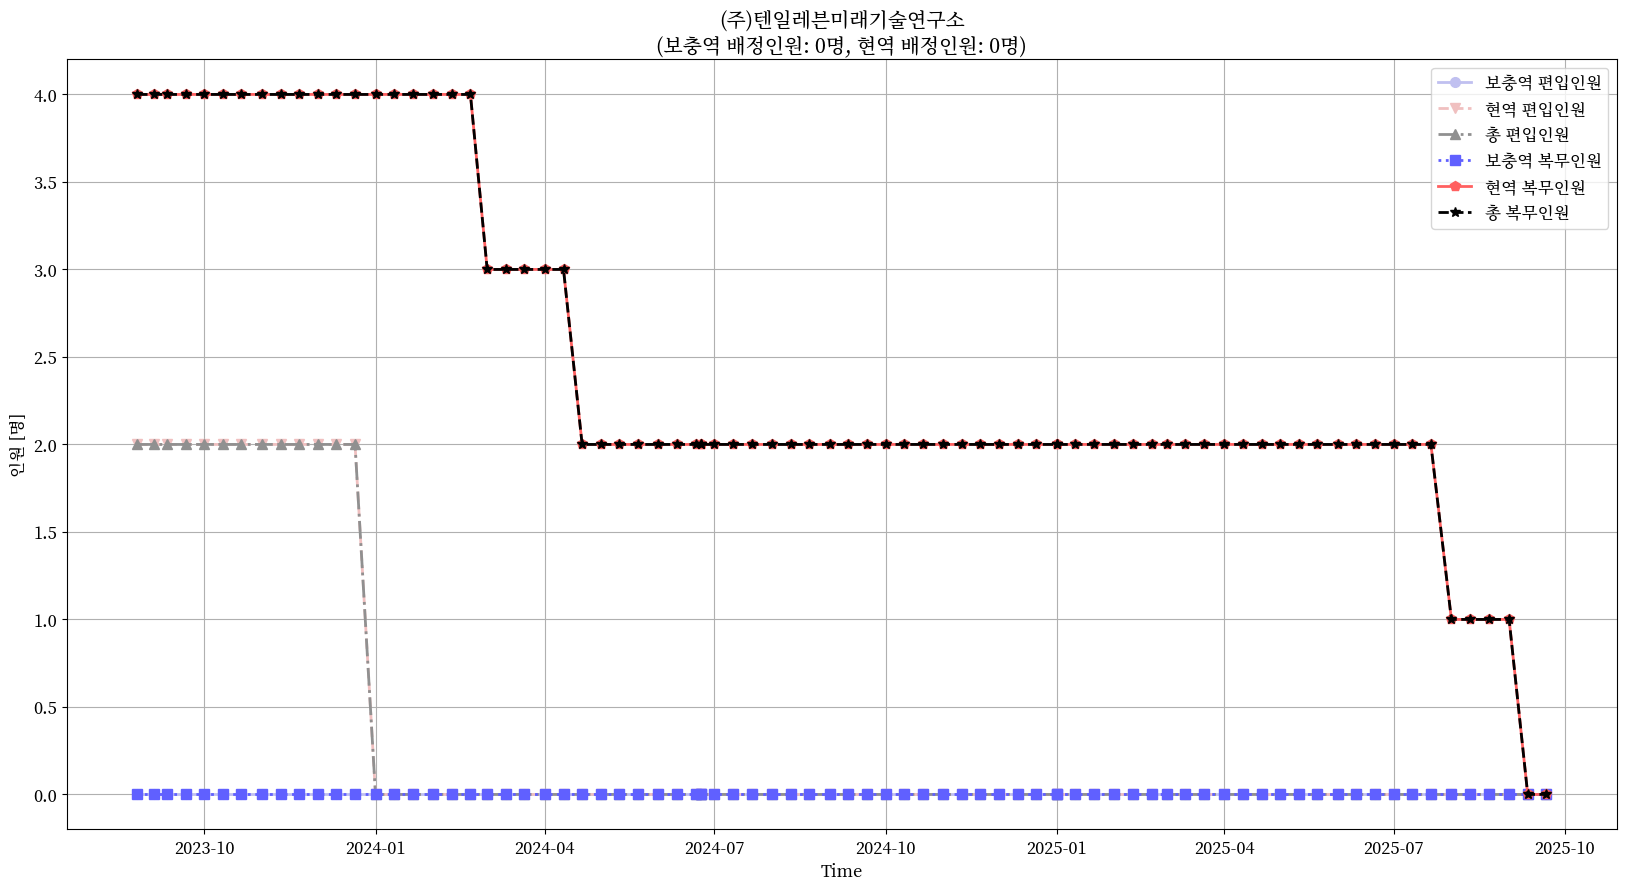 (주)텐일레븐미래기술연구소
(보충역 배정인원: 0명, 현역 배정인원: 0명)
보충역 편입인원
현역 편입인원
총 편입인원
보충역 복무인원
현역 복무인원
총 복무인원
인원 [명]
4.0
3.5
3.0
2.5
2.0
1.5
1.0
0.5
0.0
2023-10 2024-01 2024-04 2024-07 2024-10 2025-01 2025-04 2025-07 2025-10
Time